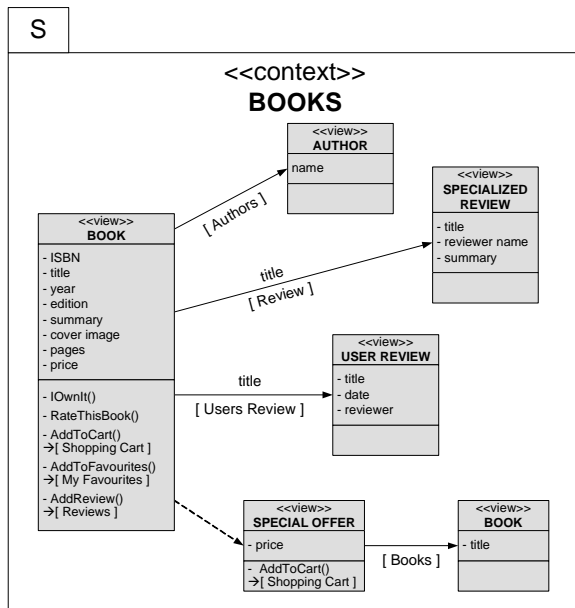 S
<<context>>
BOOKS
<<view>>
AUTHOR
name
[ Authors ]
<<view>>
SPECIALIZED
REVIEW
- title
- reviewer name
- summary
title
[ Review ]
<<view>>
BOOK
- ISBN
- title
- year
- edition
- summary
- cover image
- pages
- price
- IOwnIt()
- RateThisBook()
- AddToCart()
→[ Shopping Cart ]
- AddToFavourites()
→[ My Favourites ]
- AddReview()
→[ Reviews ]
title
[ Users Review ]
<<view>>
USER REVIEW
- title
- date
- reviewer
<<view>>
SPECIAL OFFER
- price
- AddToCart()
→[ Shopping Cart ]
[ Books ]
<<view>>
BOOK
- title